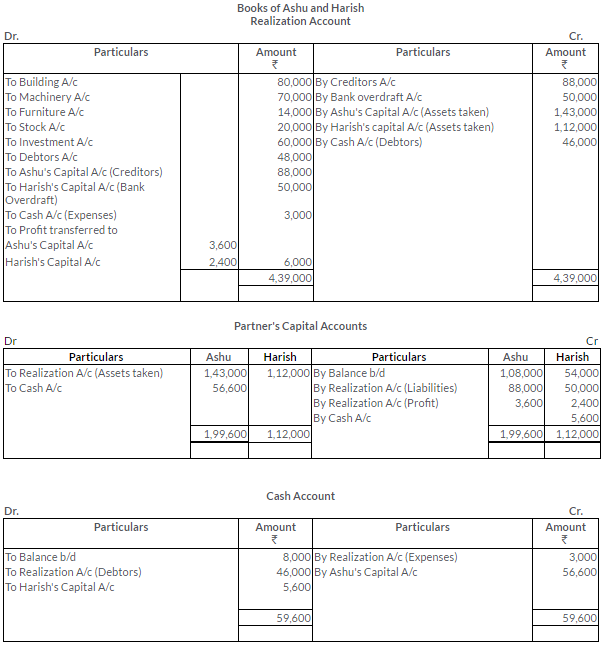 Books of Ashu and Harish
Realization Account
Dr. Cr.
Particulars Amount ₹ Particulars Amount ₹
To Building A/c 80,000 By Creditors A/c 88,000
To Machinery A/c 70,000 By Bank overdraft A/c 50,000
To Furniture A/c 14,000 By Ashu's Capital A/c (Assets taken) 1,43,000
To Stock A/c 20,000 By Harish's capital A/c (Assets taken) 1,12,000
To Investment A/c 60,000 By Cash A/c (Debtors) 46,000
To Debtors A/c 48,000
To Ashu's Capital A/c (Creditors) 88,000
To Harish's Capital A/c (Bank 50,000
Overdraft)
To Cash A/c (Expenses) 3,000
To Profit transferred to
Ashu's Capital A/c 3,600
Harish's Capital A/c 2,400 6,000
4,39,000 4,39,000
Partner's Capital Accounts
Dr Cr
Particulars Ashu Harish Particulars Ashu Harish
To Realization A/c (Assets taken) 1,43,000 1,12,000 By Balance b/d 1,08,000 54,000
To Cash A/c 56,600 By Realization A/c (Liabilities) 88,000 50,000
By Realization A/c (Profit) 3,600 2,400
By Cash A/c 5,600
1,99,600 1,12,000 1,99,600 1,12,000
Cash Account
Dr. Cr.
Particulars Amount ₹ Particulars Amount ₹
To Balance b/d 8,000 By Realization A/c (Expenses) 3,000
To Realization A/c (Debtors) 46,000 By Ashu's Capital A/c 56,600
To Harish's Capital A/c 5,600
59,600 59,600